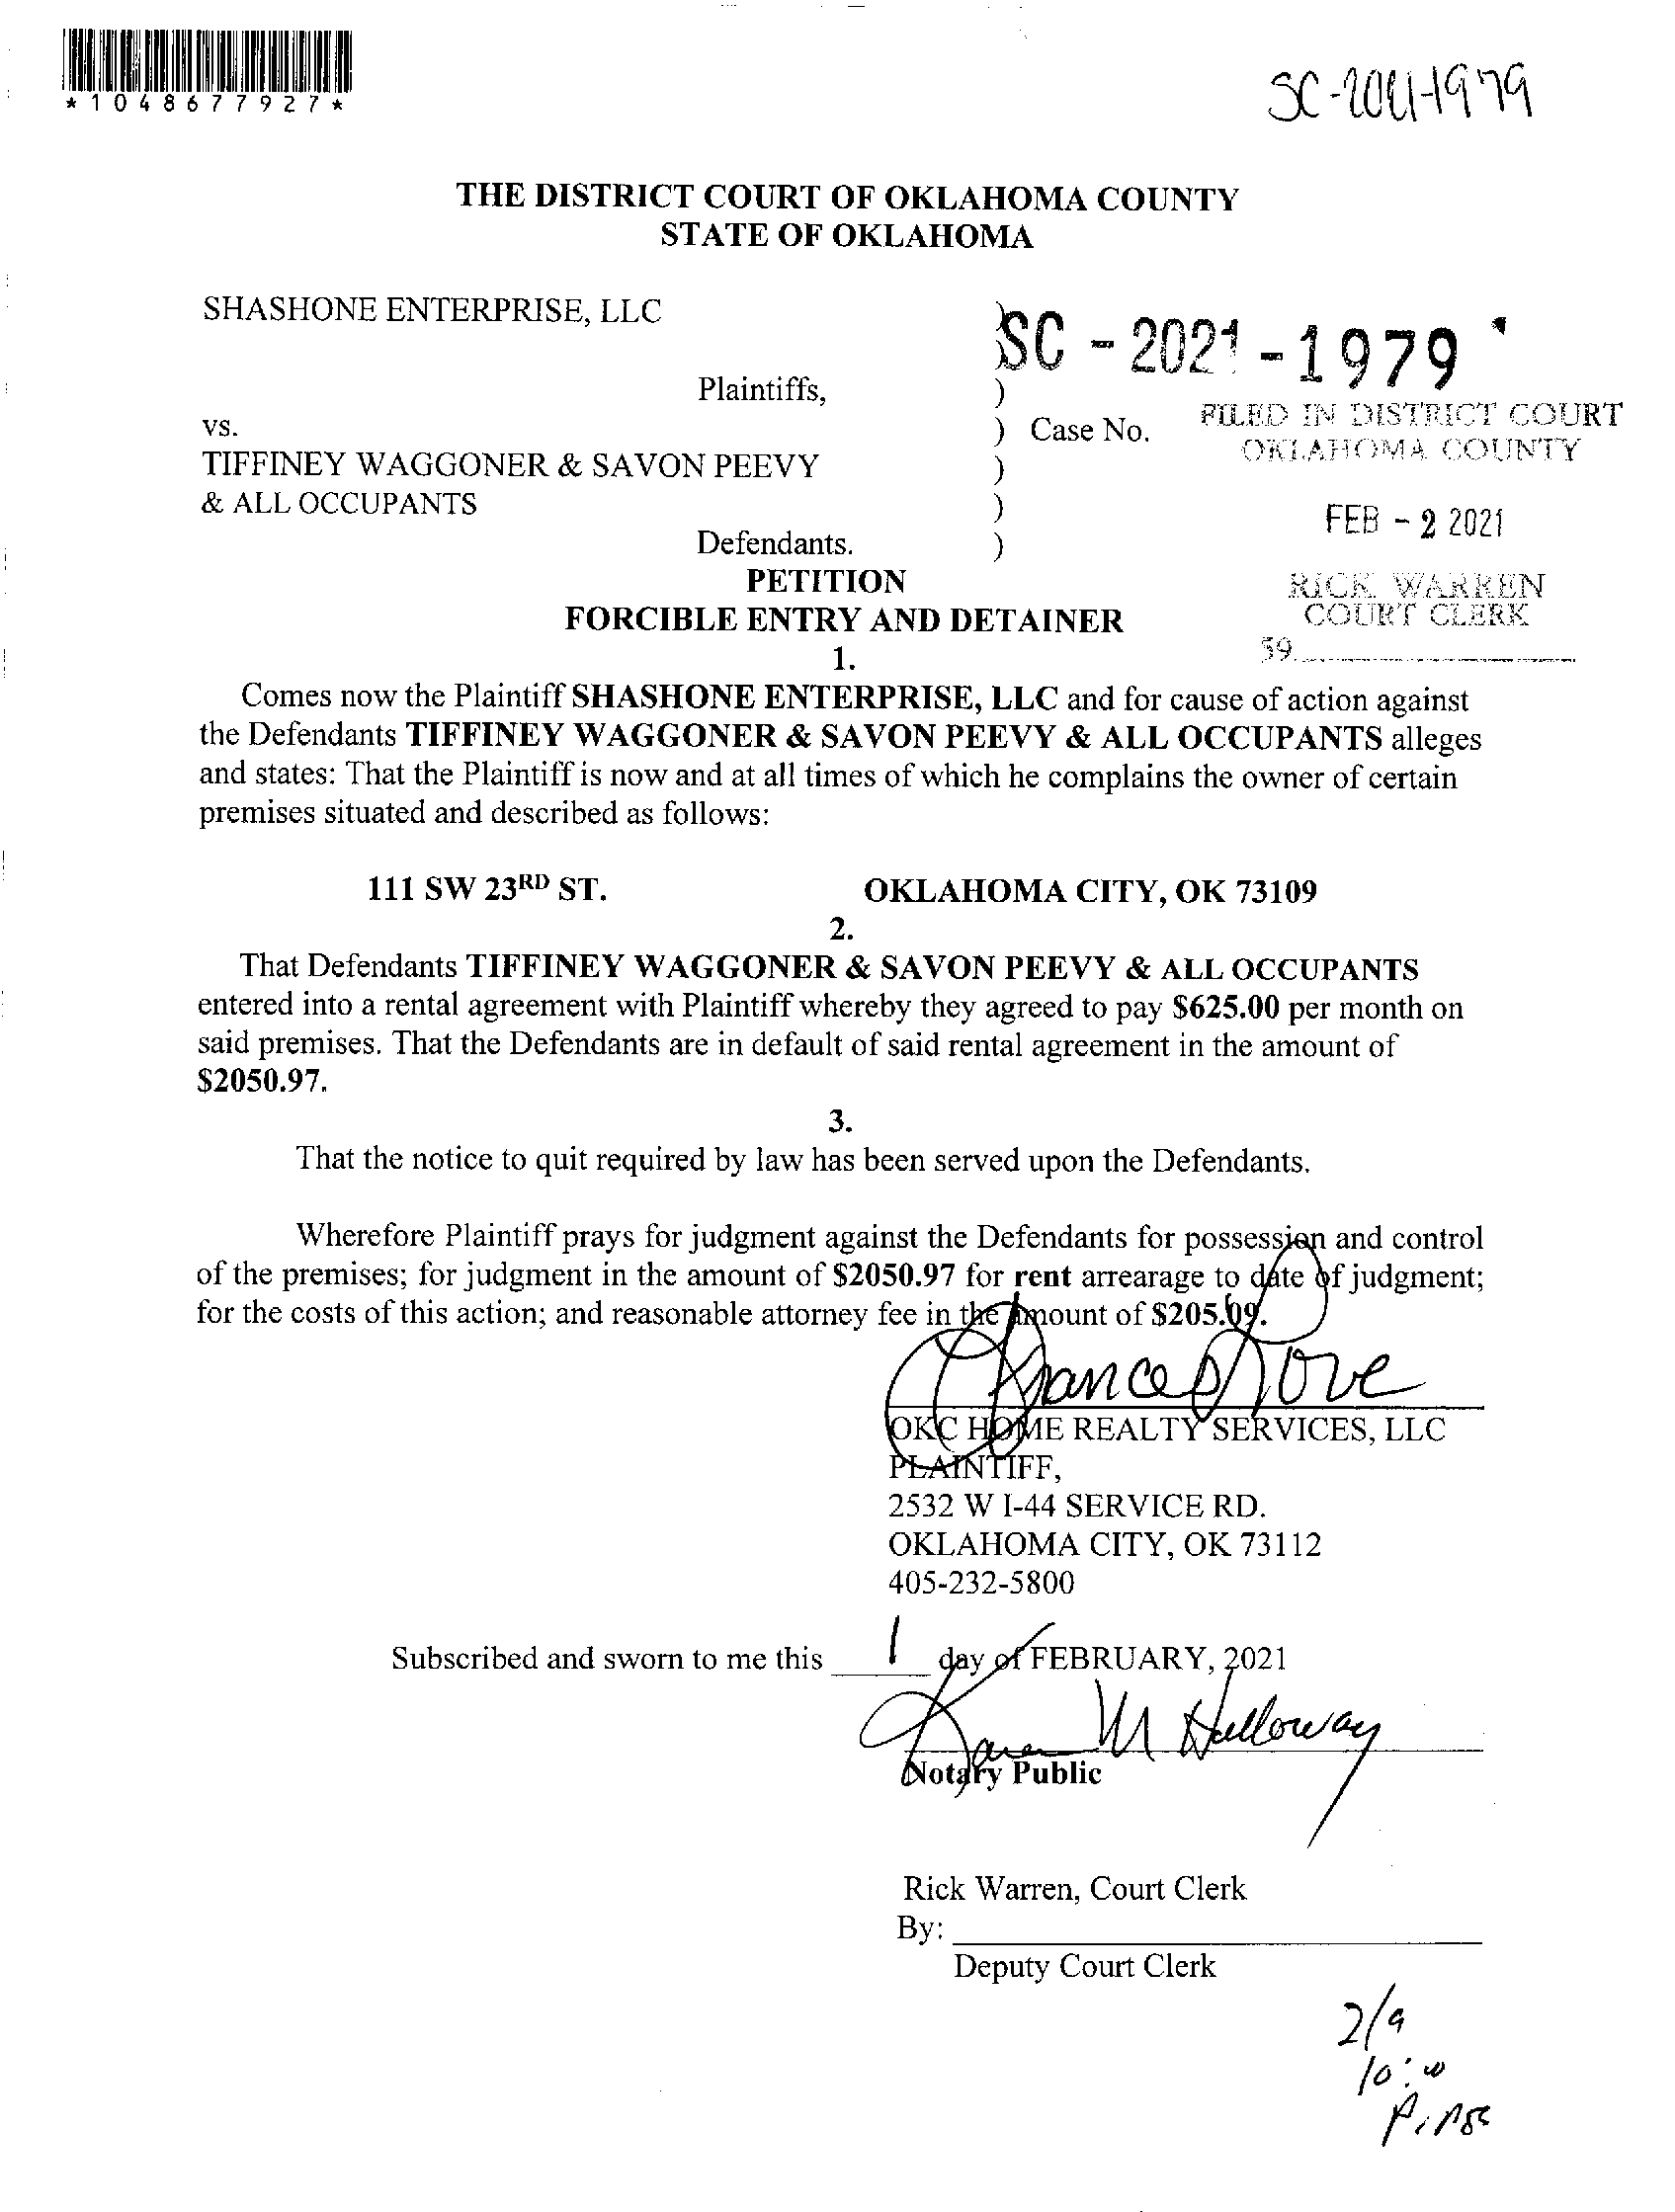 *1048677927*
SC-2021-1979
THE DISTRICT COURT OF OKLAHOMA COUNTY
STATE OF OKLAHOMA
SHASHONE ENTERPRISE, LLC
)
SC - 2021 - 1979
)
Plaintiffs, )
vs. ) Case No. FILED IN DISTRICT COURT
OKLAHOMA COUNTY
TIFFINEY WAGGONER & SAVON PEEVY )
& ALL OCCUPANTS )
FEB - 2 2021
Defendants. )
PETITION
RICK WARREN
COURT CLERK
FORCIBLE ENTRY AND DETAINER
59
1.
Comes now the Plaintiff SHASHONE ENTERPRISE, LLC and for cause of action against
the Defendants TIFFINEY WAGGONER & SAVON PEEVY & ALL OCCUPANTS alleges
and states: That the Plaintiff is now and at all times of which he complains the owner of certain
premises situated and described as follows:
111 SW 23RD ST. OKLAHOMA CITY, OK 73109
2.
That Defendants TIFFINEY WAGGONER & SAVON PEEVY & ALL OCCUPANTS
entered into a rental agreement with Plaintiff whereby they agreed to pay $625.00 per month on
said premises. That the Defendants are in default of said rental agreement in the amount of
$2050.97.
3.
That the notice to quit required by law has been served upon the Defendants.
Wherefore Plaintiff prays for judgment against the Defendants for possession and control
of the premises; for judgment in the amount of $2050.97 for rent arrearage to date of judgment;
for the costs of this action; and reasonable attorney fee in the amount of $205.09.
OKC HOME REALTY SERVICES, LLC
PLAINTIFF,
2532 W I-44 SERVICE RD.
OKLAHOMA CITY, OK 73112
405-232-5800
Subscribed and sworn to me this 1 day of FEBRUARY, 2021
Karen M Holloway
Notary Public
Rick Warren, Court Clerk
By:
Deputy Court Clerk
2/9
10:00